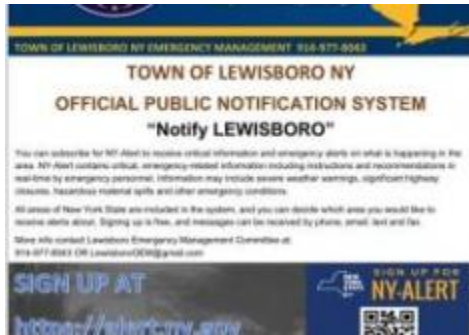 TOWN OF LEWISBORO NY EMERGENCY MANAGEMENT 914-977-8063
TOWN OF LEWISBORO NY
OFFICIAL PUBLIC NOTIFICATION SYSTEM
"Notify LEWISBORO"
You can subscribe for NY-Alert to receive critical information and emergency alerts on what is happening in the
area. NY-Alert contains critical, emergency-related information including instructions and recommendations in
real-time by emergency personnel. Information may include severe weather warnings, significant highway
closures, hazardous material spills and other emergency conditions.
All areas of New York State are included in the system, and you can decide which area you would like to
receive alerts about. Signing up is free, and messages can be received by phone, email, text and fax.
More info contact Lewisboro Emergency Management Committee at:
914-977-8063 OR LewisboroOEM@gmail.com
SIGN UP AT
https://alert.ny.gov
SIGN UP FOR
NY-ALERT